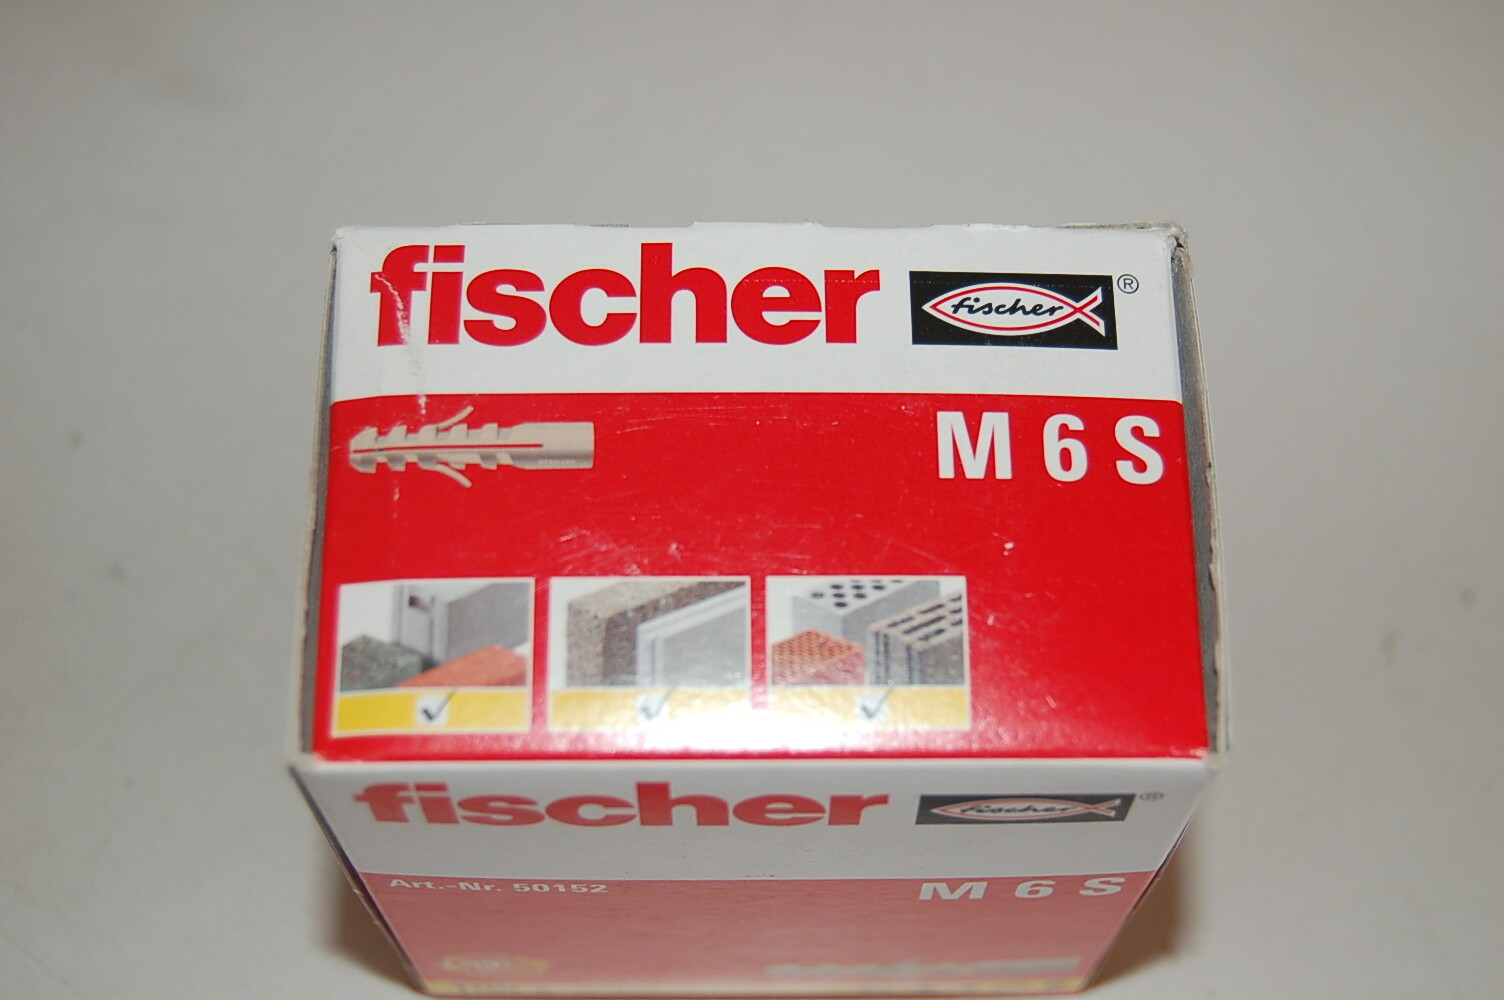 fischer fischer ®
M 6 S
fischer fischer ®
Art.-Nr. 50152
M 6 S